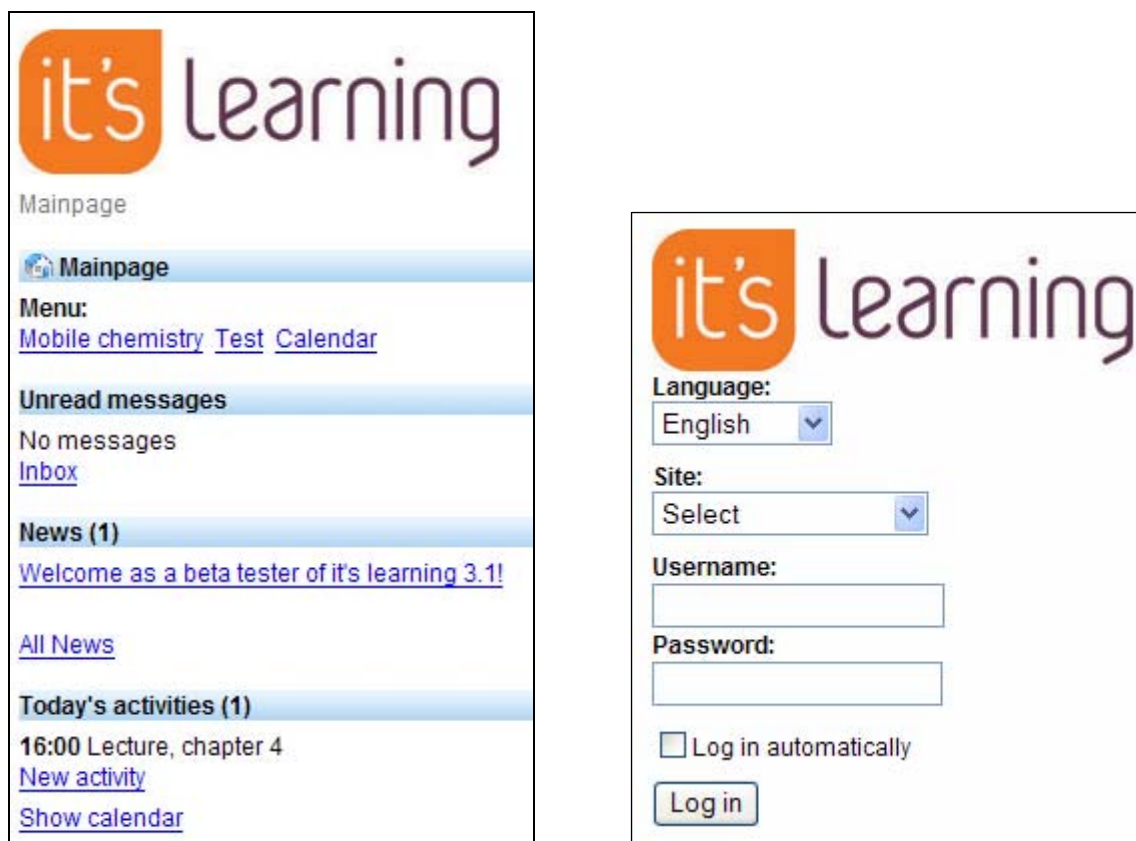 it's learning
Mainpage
Mainpage
Menu:
Mobile chemistry Test Calendar
Unread messages
No messages
Inbox
News (1)
Welcome as a beta tester of it's learning 3.1!
All News
Today's activities (1)
16:00 Lecture, chapter 4
New activity
Show calendar
it's learning
Language:
English
Site:
Select
Username:
Password:
Log in automatically
Log in